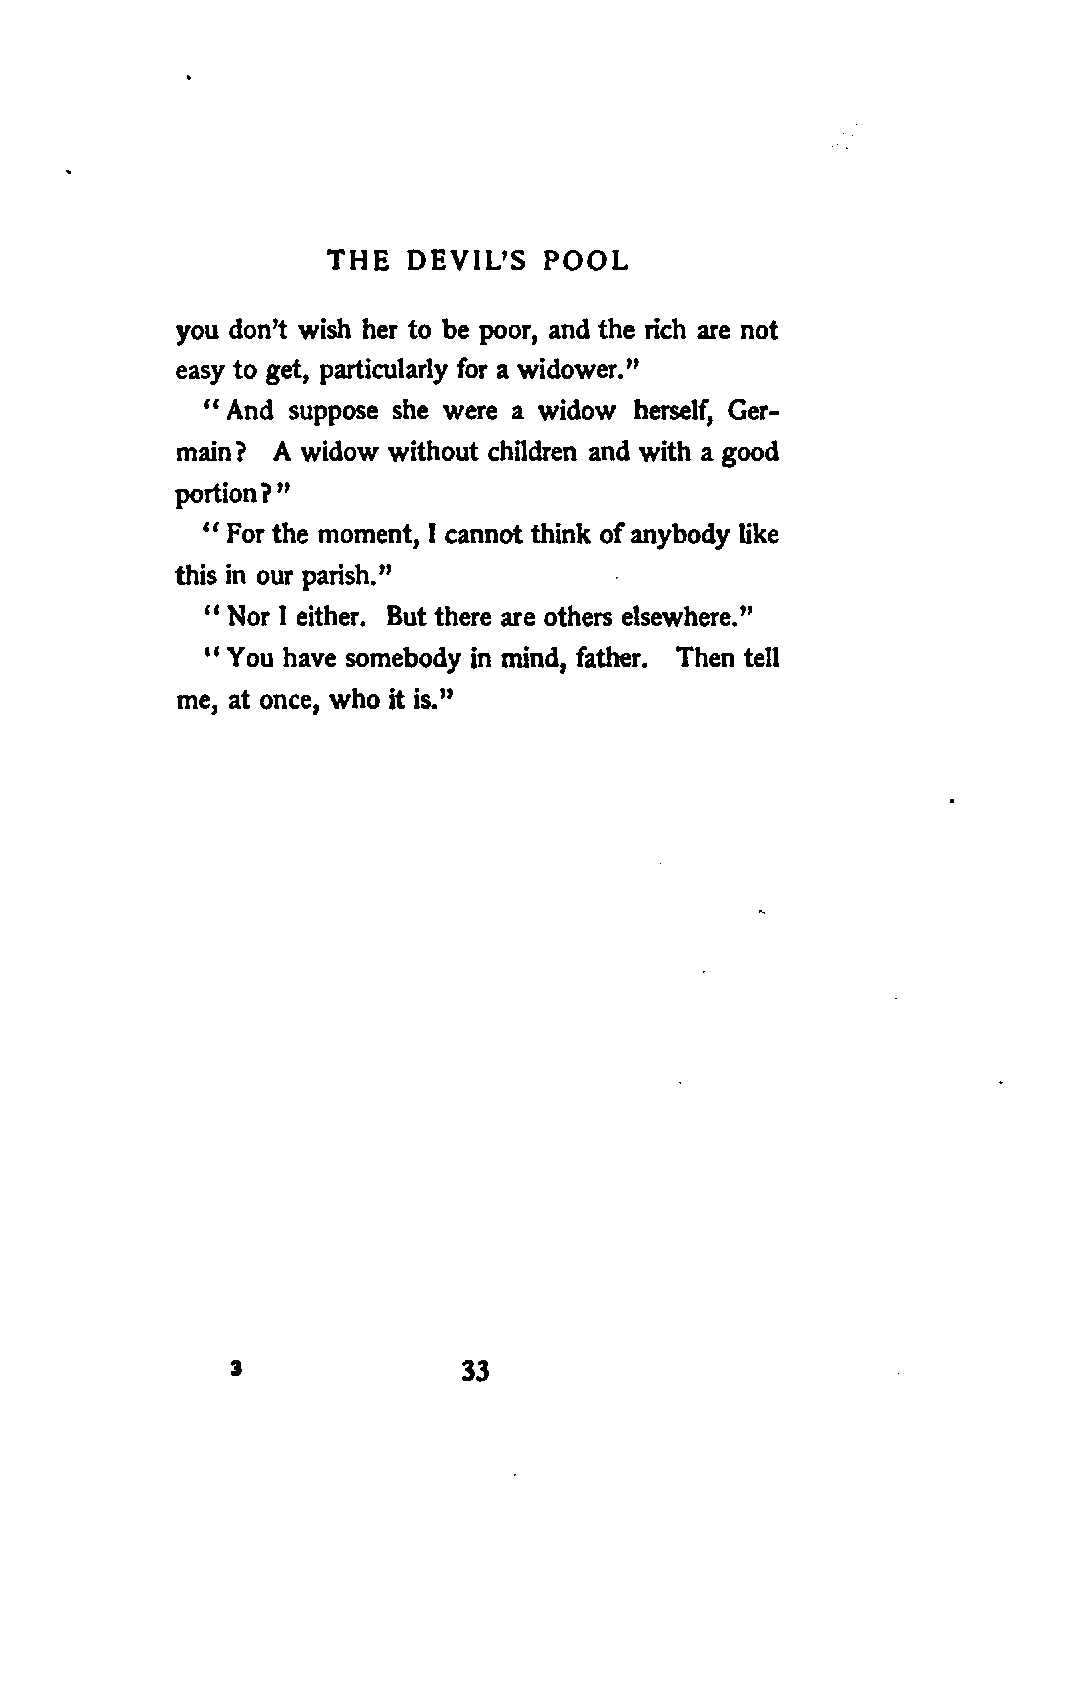 THE DEVIL'S POOL
you don't wish her to be poor, and the rich are not
easy to get, particularly for a widower."
"And suppose she were a widow herself, Ger-
main? A widow without children and with a good
portion?"
"For the moment, I cannot think of anybody like
this in our parish."
"Nor I either. But there are others elsewhere."
"You have somebody in mind, father. Then tell
me, at once, who it is."
3 33